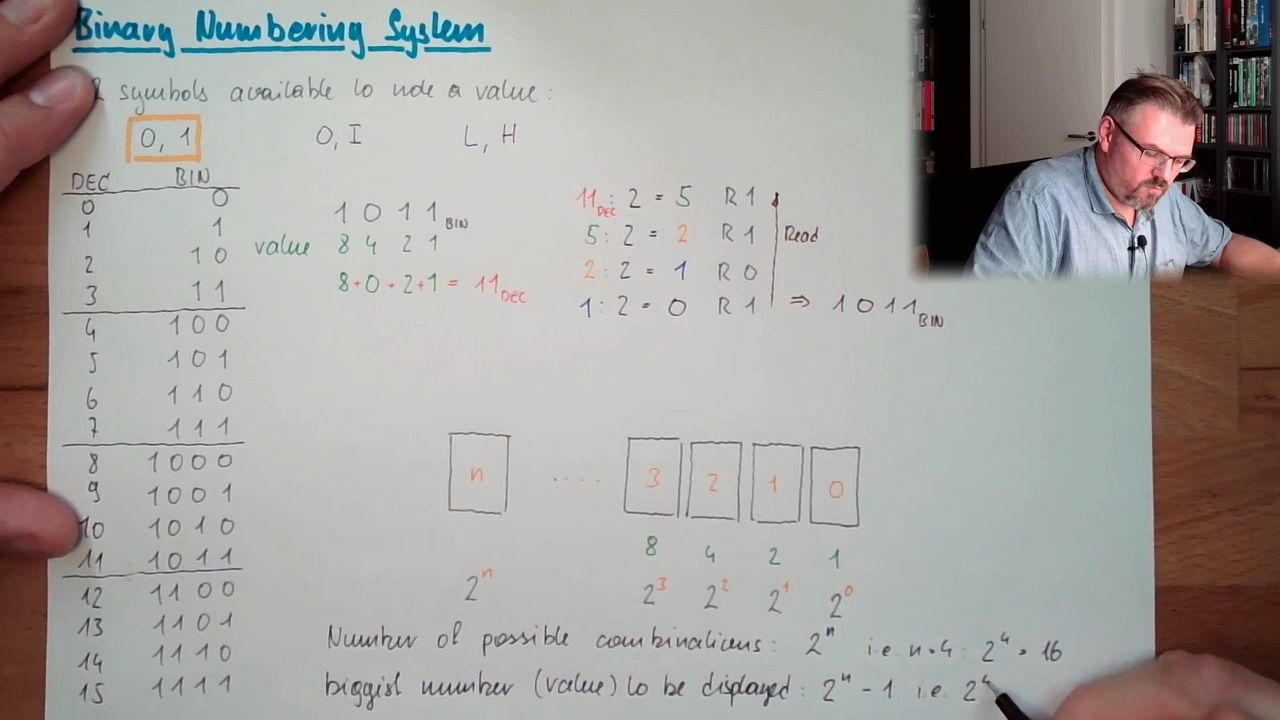 Binary Numbering System
2 symbols available to note a value:
0, 1 0, I L, H
DEC BIN
0 0
1 1
2 10
3 11
4 100
5 101
6 110
7 111
8 1000
9 1001
10 1010
11 1011
12 1100
13 1101
14 1110
15 1111
1 0 1 1 BIN
value 8 4 2 1
8+0+2+1 = 11 DEC
11 DEC : 2 = 5 R 1
5 : 2 = 2 R 1
2 : 2 = 1 R 0
1 : 2 = 0 R 1
Read
⇒ 1 0 1 1 BIN
n .... 3 2 1 0
8 4 2 1
2ⁿ 2³ 2² 2¹ 2⁰
Number of possible combinations: 2ⁿ i.e. n=4: 2⁴ = 16
biggist number (value) to be displayed: 2ⁿ - 1 i.e. 2⁴